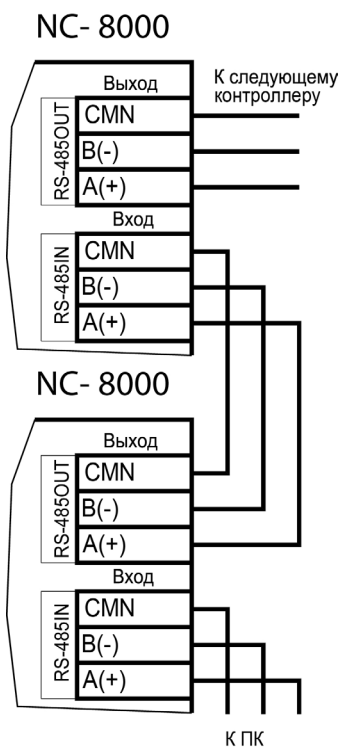 NC- 8000
Выход
К следующему
контроллеру
RS-485OUT
CMN
B(-)
A(+)
Вход
RS-485IN
CMN
B(-)
A(+)
NC- 8000
Выход
RS-485OUT
CMN
B(-)
A(+)
Вход
RS-485IN
CMN
B(-)
A(+)
К ПК